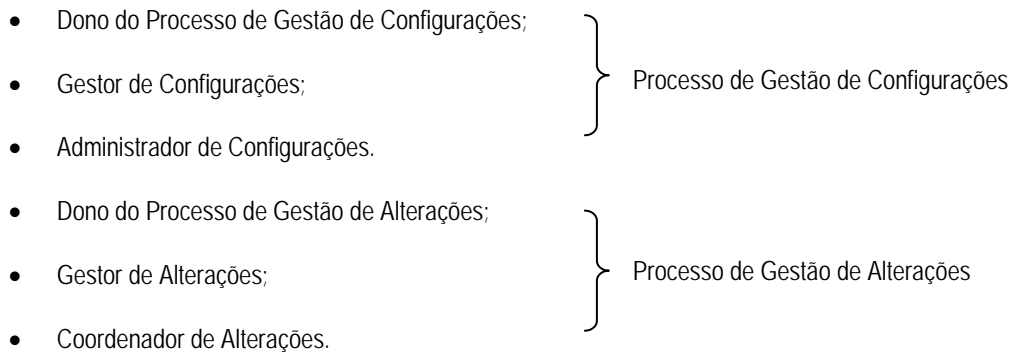 • Dono do Processo de Gestão de Configurações;
• Gestor de Configurações;
Processo de Gestão de Configurações
• Administrador de Configurações.
• Dono do Processo de Gestão de Alterações;
• Gestor de Alterações;
Processo de Gestão de Alterações
• Coordenador de Alterações.